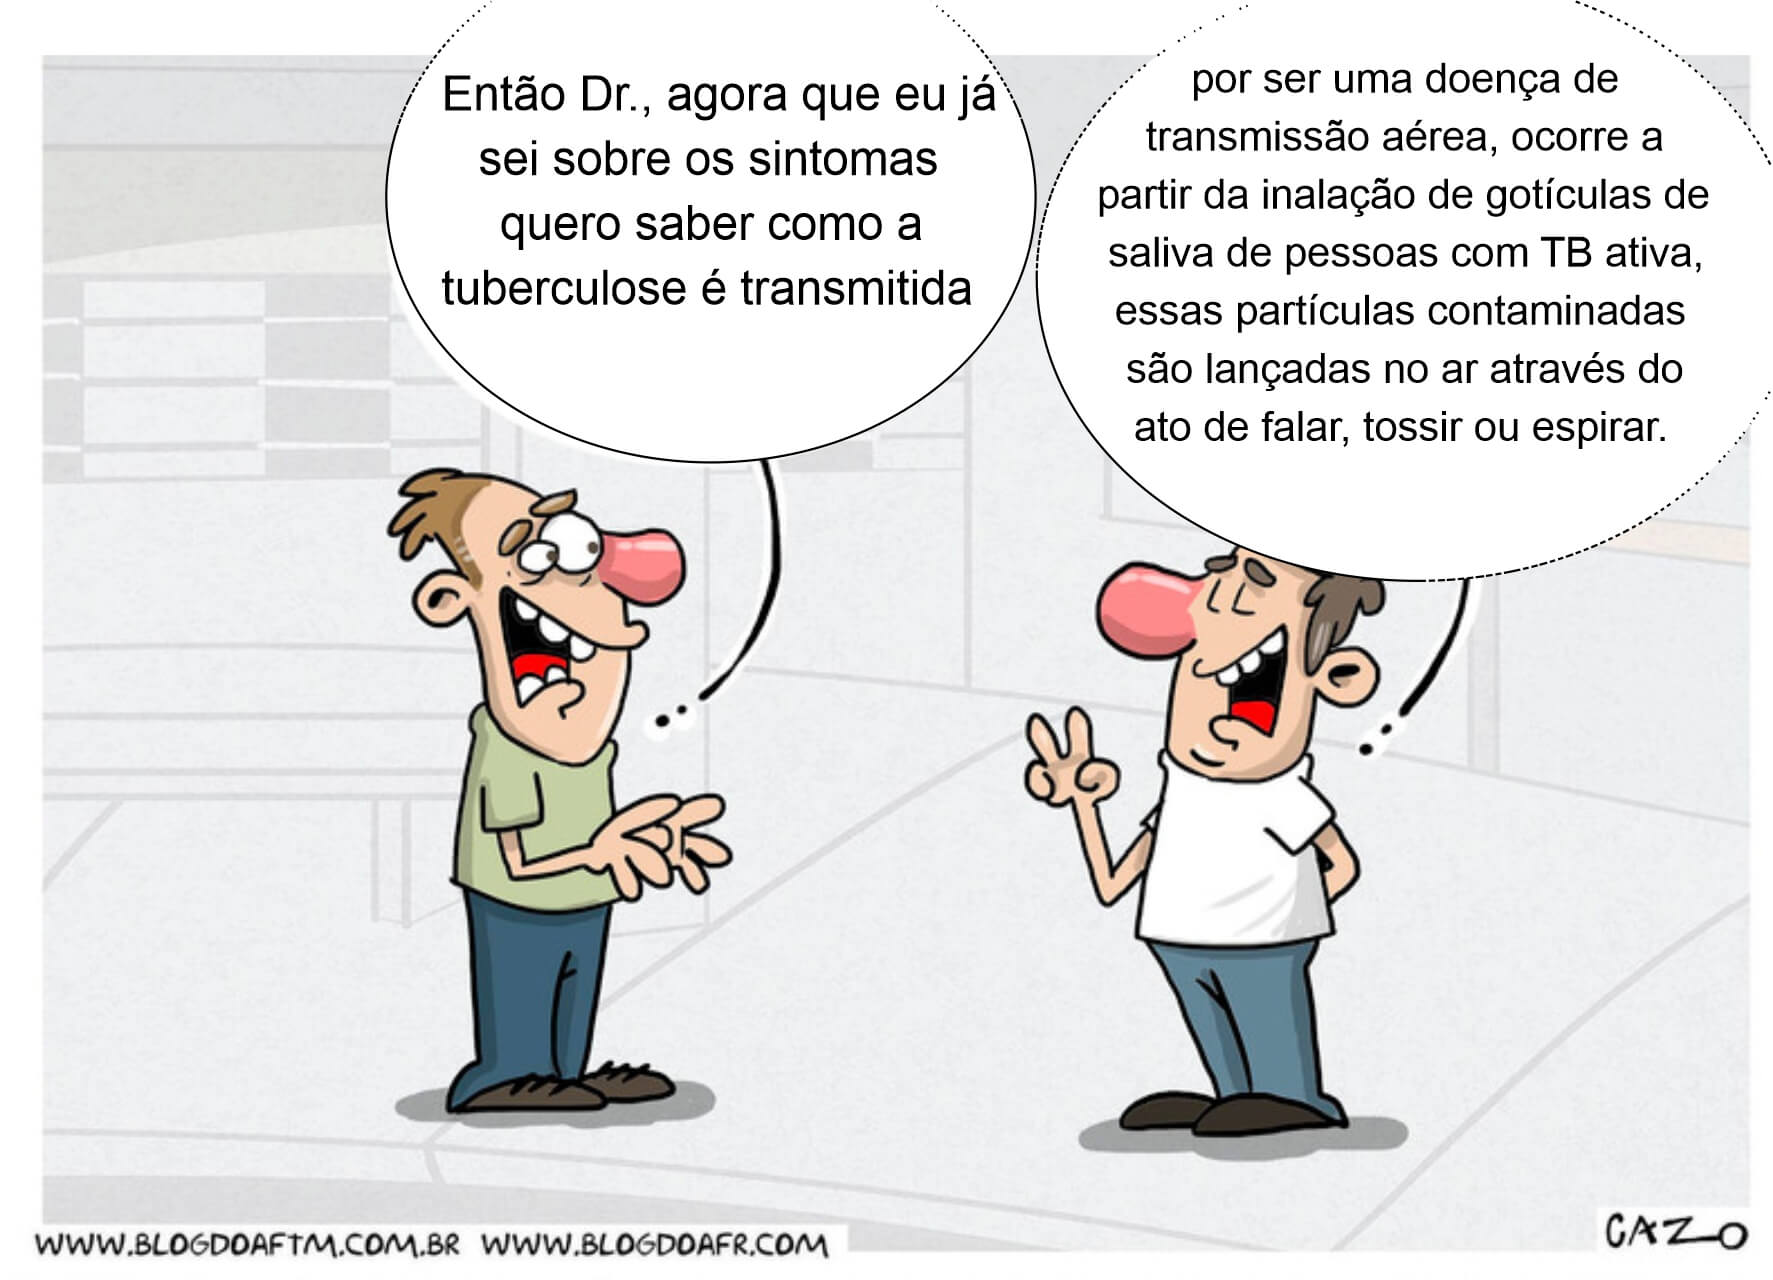 Então Dr., agora que eu já
sei sobre os sintomas
quero saber como a
tuberculose é transmitida
por ser uma doença de
transmissão aérea, ocorre a
partir da inalação de gotículas de
saliva de pessoas com TB ativa,
essas partículas contaminadas
são lançadas no ar através do
ato de falar, tossir ou espirar.
WWW.BLOGDOAFTM.COM.BR WWW.BLOGDOAFR.COM
CAZO